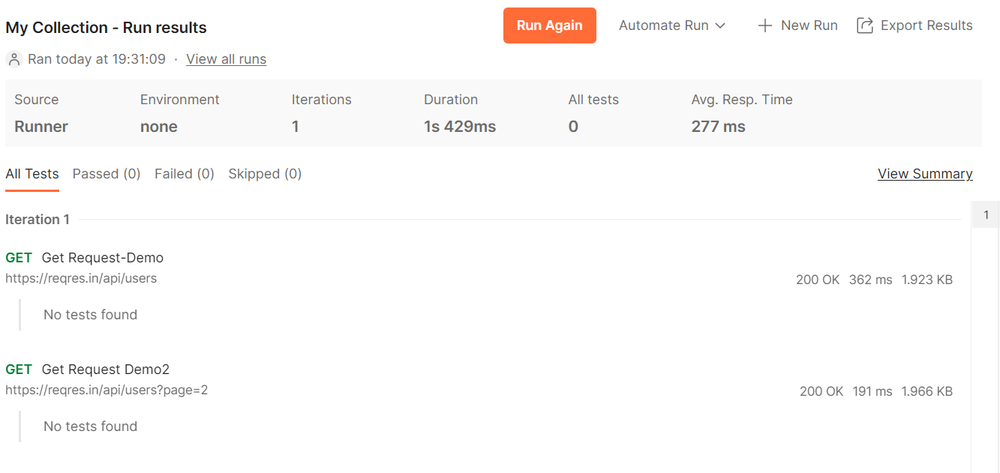 My Collection - Run results
Run Again
Automate Run
New Run
Export Results
Ran today at 19:31:09 · View all runs
Source Environment Iterations Duration All tests Avg. Resp. Time
Runner none 1 1s 429ms 0 277 ms
All Tests Passed (0) Failed (0) Skipped (0) View Summary
Iteration 1
1
GET Get Request-Demo
https://reqres.in/api/users
200 OK 362 ms 1.923 KB
No tests found
GET Get Request Demo2
https://reqres.in/api/users?page=2
200 OK 191 ms 1.966 KB
No tests found